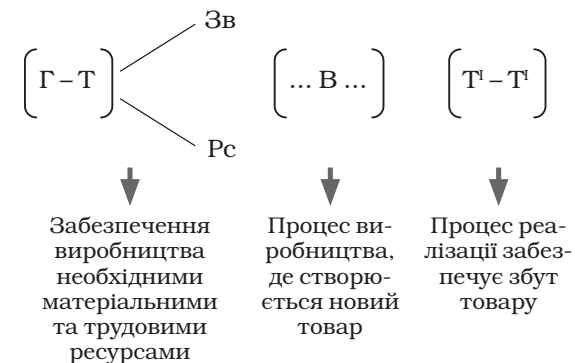 Зв
Г – Т
... В ...
Тᴵ – Тᴵ
Рс
Забезпечення
виробництва
необхідними
матеріальними
та трудовими
ресурсами
Процес ви-
робництва,
де створю-
ється новий
товар
Процес реа-
лізації забез-
печує збут
товару